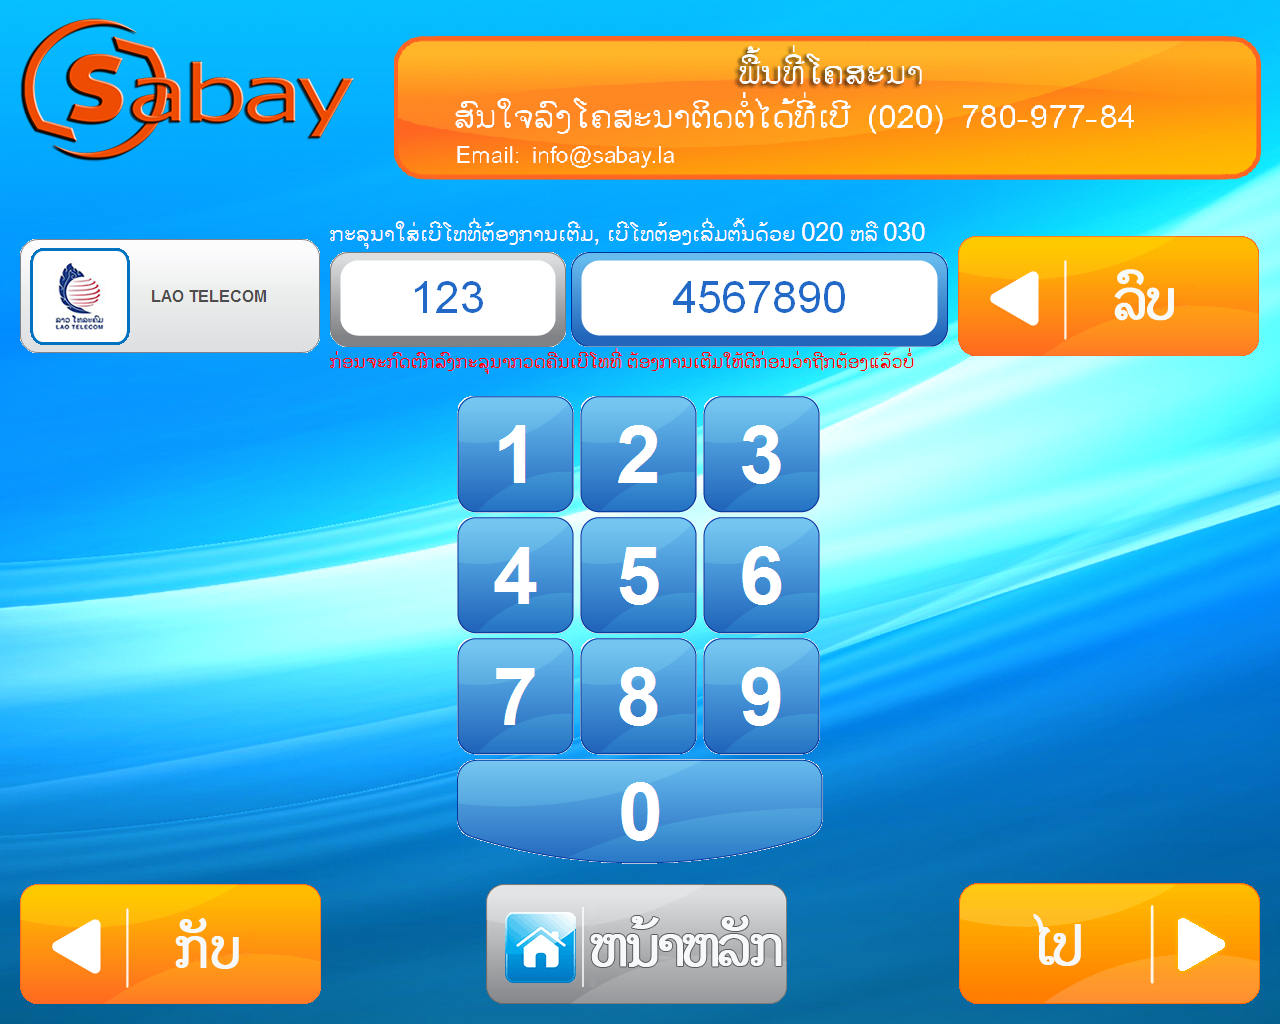 Sabay
ພື້ນທີ່ໂຄສະນາ
ສົນໃຈລົງໂຄສະນາຕິດຕໍ່ໄດ້ທີ່ເບີ (020) 780-977-84
Email: info@sabay.la
ກະລຸນາໃສ່ເບີໂທທີ່ຕ້ອງການເຕີມ, ເບີໂທຕ້ອງເລີ່ມຕົ້ນດ້ວຍ 020 ຫລື 030
ລາວ ໂທລະຄົມ
LAO TELECOM
LAO TELECOM
123
4567890
ລຶບ
ກ່ອນຈະກົດຕົກລົງກະລຸນາກວດຄືນເບີໂທທີ່ ຕ້ອງການເຕີມໃຫ້ດີກ່ອນວ່າຖືກຕ້ອງແລ້ວບໍ່
1 2 3
4 5 6
7 8 9
0
ກັບ
ຫນ້າຫລັກ
ໄປ